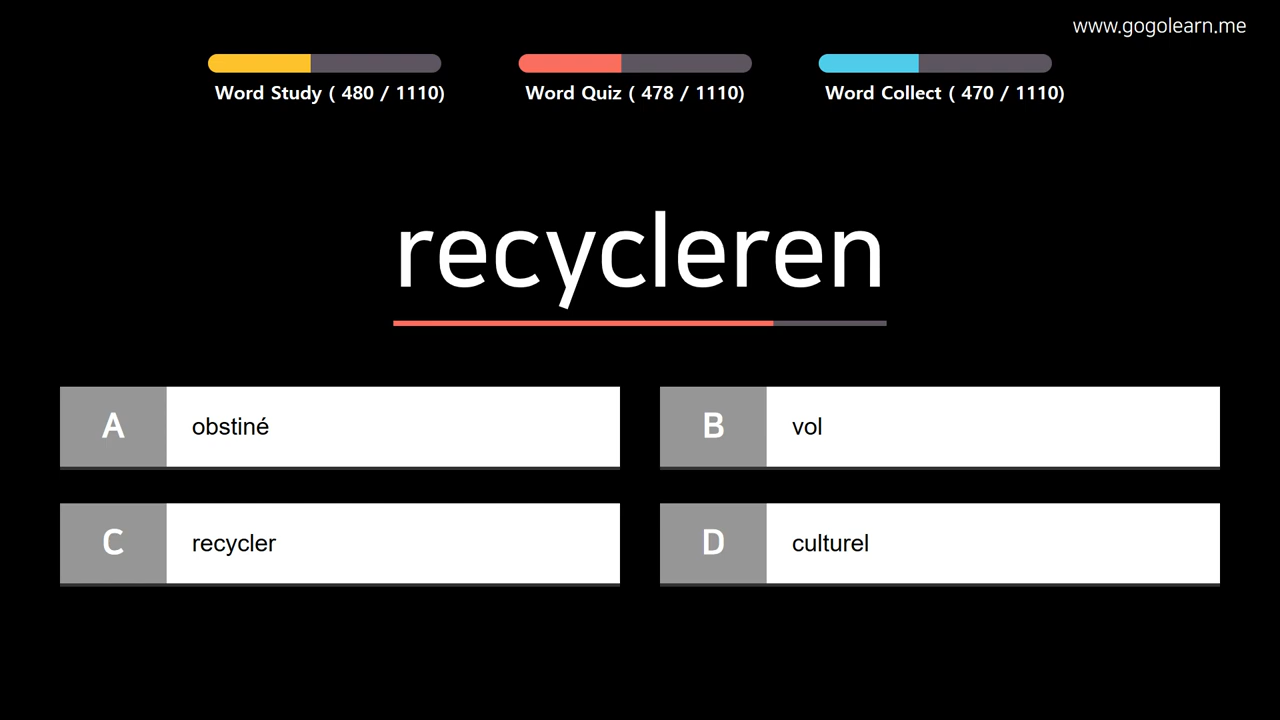 www.gogolearn.me
Word Study ( 480 / 1110)
Word Quiz ( 478 / 1110)
Word Collect ( 470 / 1110)
recycleren
A obstiné
B vol
C recycler
D culturel